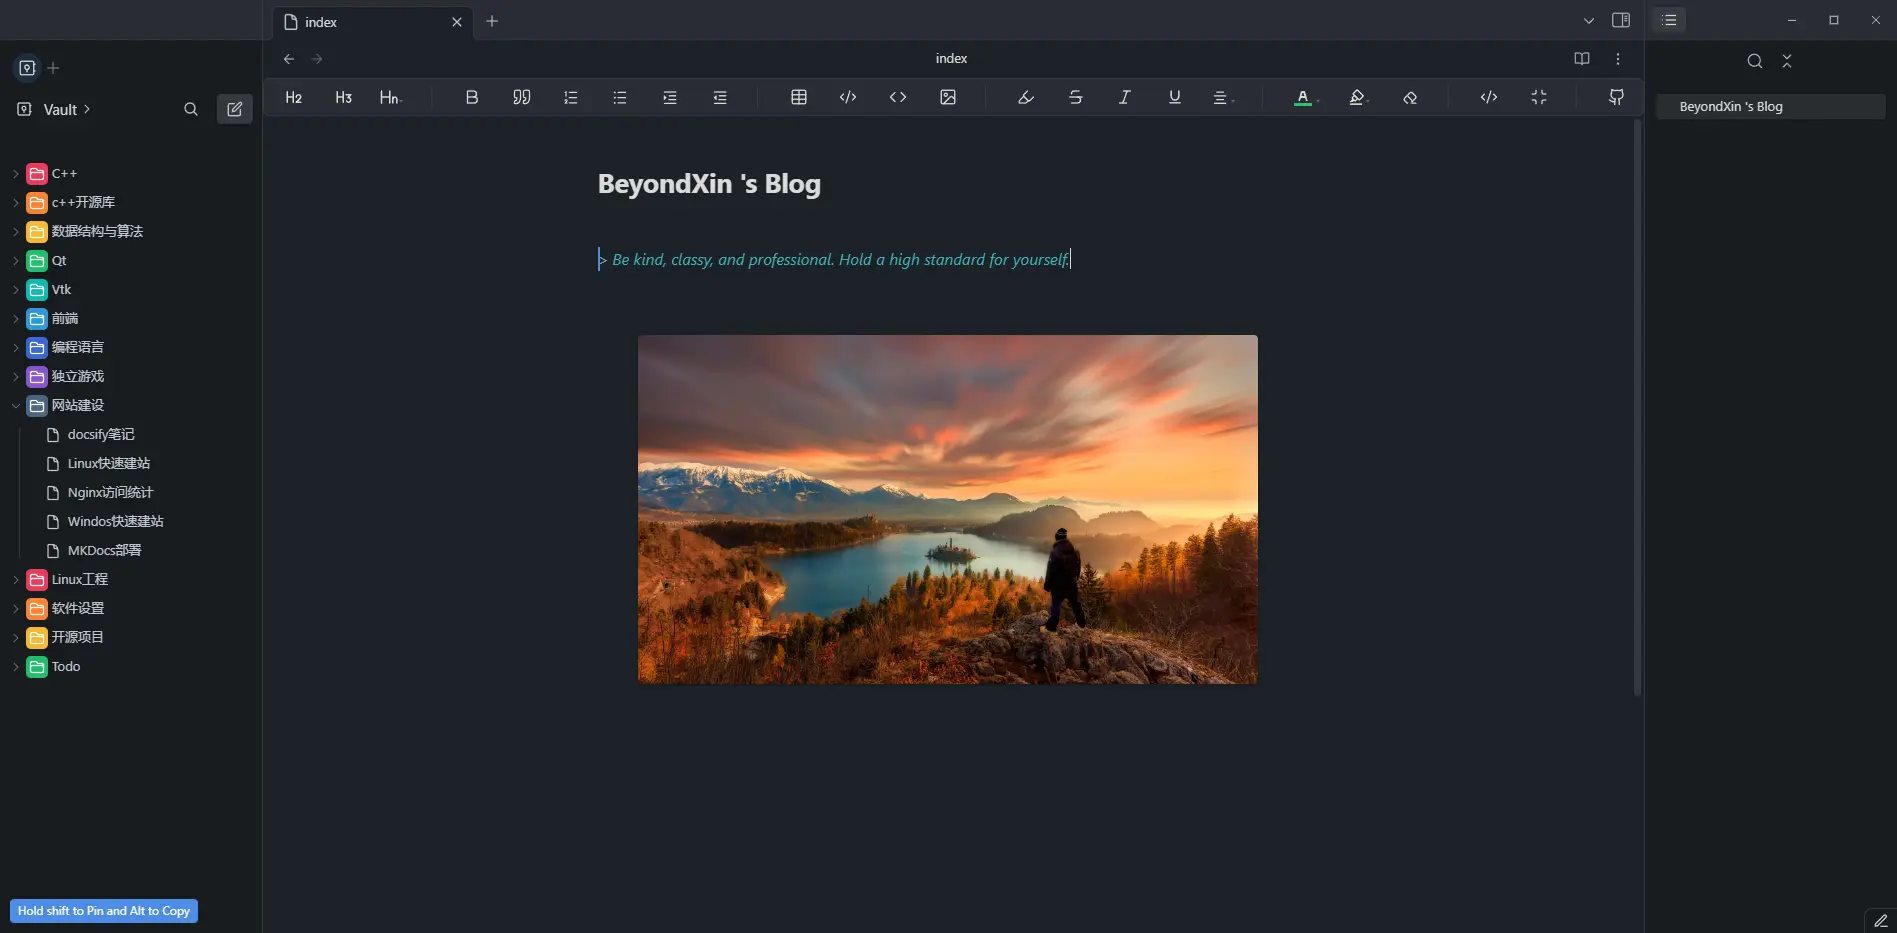 index
index
Vault
C++
c++开源库
数据结构与算法
Qt
Vtk
前端
编程语言
独立游戏
网站建设
docsify笔记
Linux快速建站
Nginx访问统计
Windos快速建站
MKDocs部署
Linux工程
软件设置
开源项目
Todo
Hold shift to Pin and Alt to Copy
H2 H3 Hn B U A
BeyondXin 's Blog
> Be kind, classy, and professional. Hold a high standard for yourself.
BeyondXin 's Blog